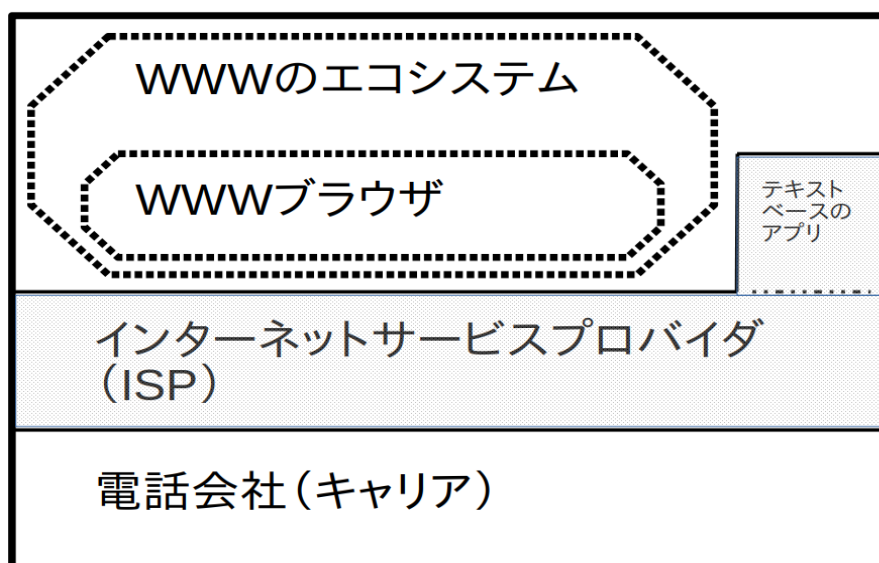 WWWのエコシステム
WWWブラウザ
テキスト
ベースの
アプリ
インターネットサービスプロバイダ
（ISP）
電話会社（キャリア）